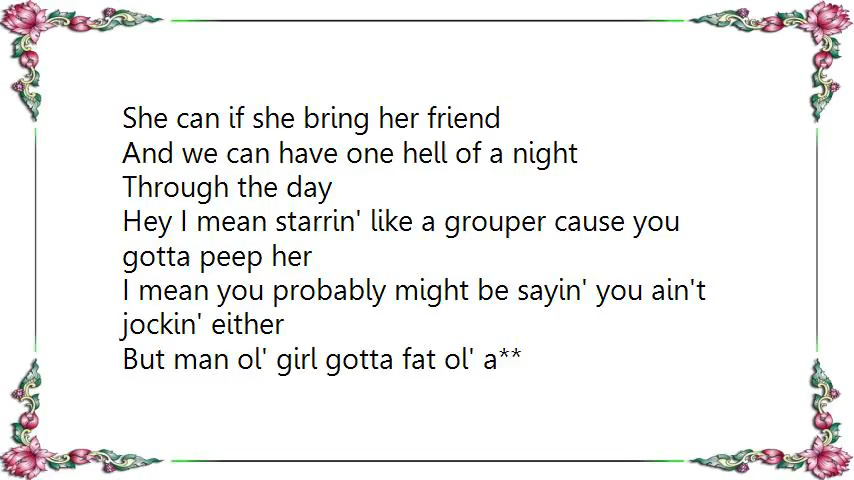 She can if she bring her friend
And we can have one hell of a night
Through the day
Hey I mean starrin' like a grouper cause you
gotta peep her
I mean you probably might be sayin' you ain't
jockin' either
But man ol' girl gotta fat ol' a**